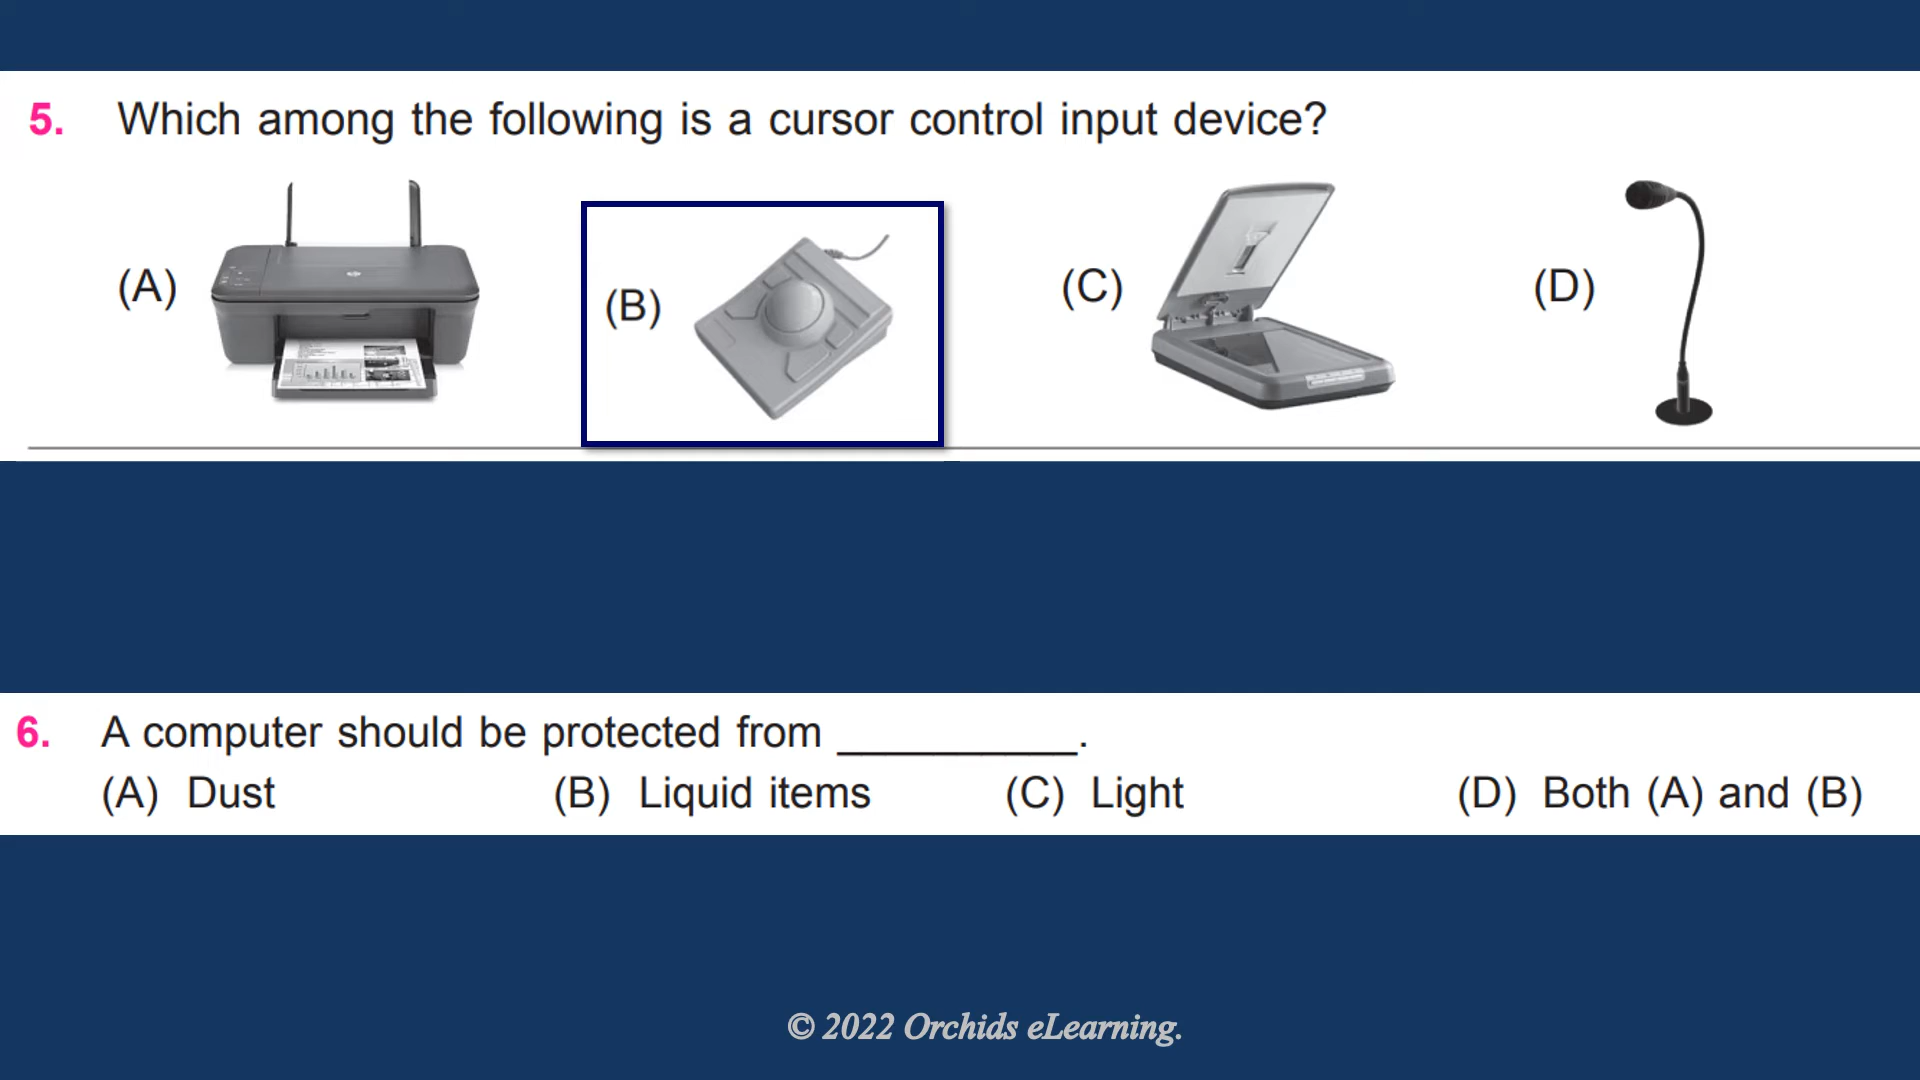 5. Which among the following is a cursor control input device?
(A) (B) (C) (D)
6. A computer should be protected from __________.
(A) Dust (B) Liquid items (C) Light (D) Both (A) and (B)
© 2022 Orchids eLearning.